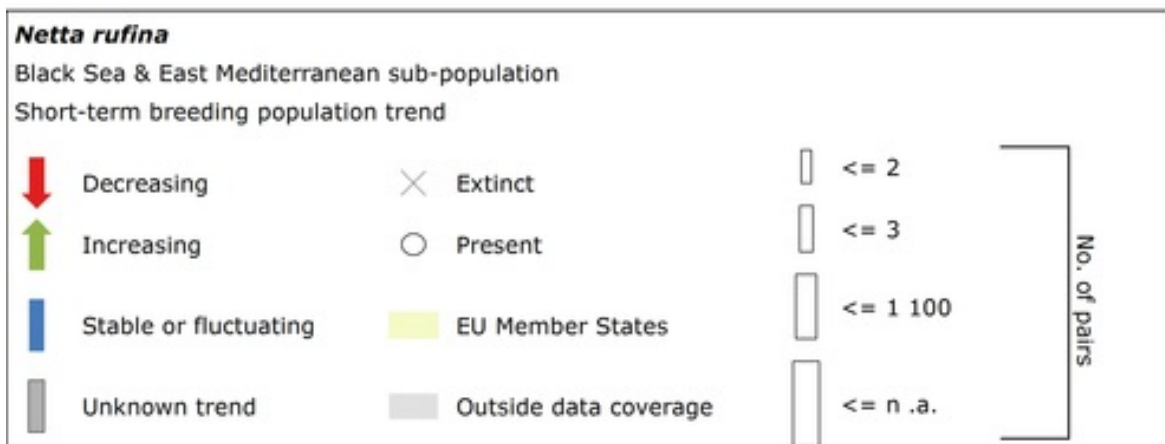 Netta rufina
Black Sea & East Mediterranean sub-population
Short-term breeding population trend
Decreasing
Increasing
Stable or fluctuating
Unknown trend
Extinct
Present
EU Member States
Outside data coverage
<= 2
<= 3
<= 1 100
<= n .a.
No. of pairs